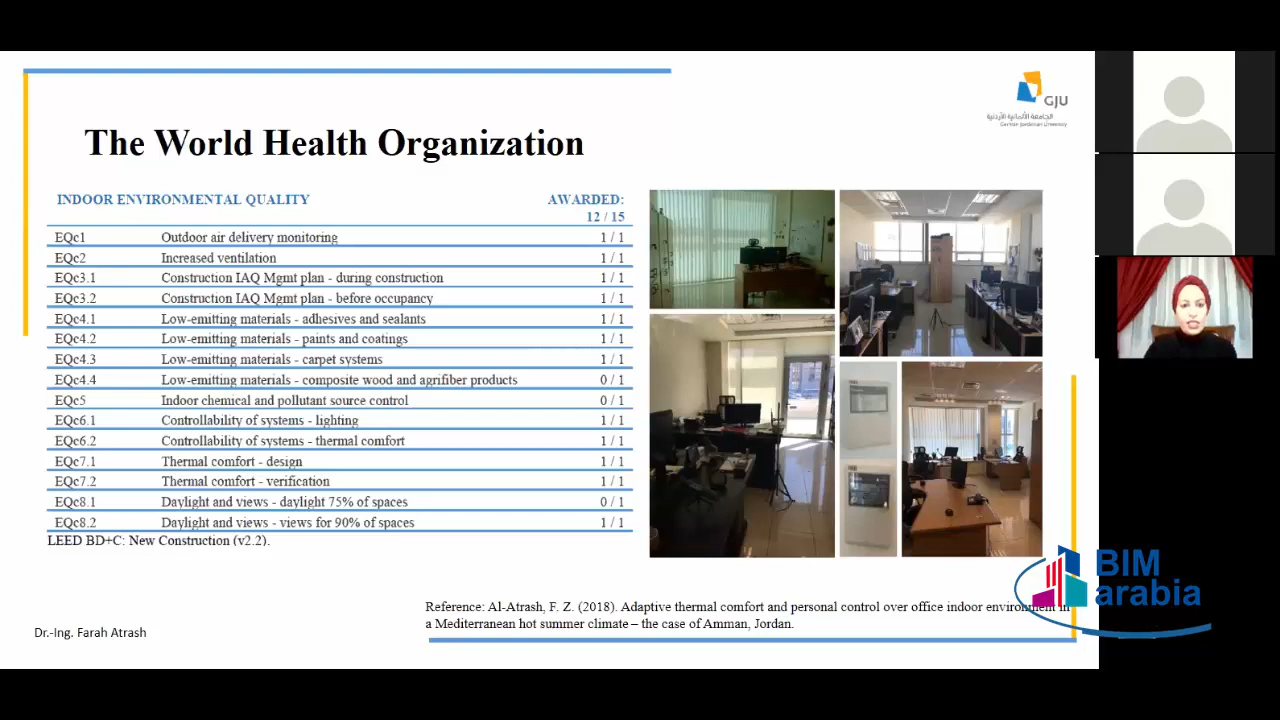 GJU
الجامعة الألمانية الأردنية
German Jordanian University
The World Health Organization
INDOOR ENVIRONMENTAL QUALITY AWARDED:
12 / 15
EQc1 Outdoor air delivery monitoring 1 / 1
EQc2 Increased ventilation 1 / 1
EQc3.1 Construction IAQ Mgmt plan - during construction 1 / 1
EQc3.2 Construction IAQ Mgmt plan - before occupancy 1 / 1
EQc4.1 Low-emitting materials - adhesives and sealants 1 / 1
EQc4.2 Low-emitting materials - paints and coatings 1 / 1
EQc4.3 Low-emitting materials - carpet systems 1 / 1
EQc4.4 Low-emitting materials - composite wood and agrifiber products 0 / 1
EQc5 Indoor chemical and pollutant source control 0 / 1
EQc6.1 Controllability of systems - lighting 1 / 1
EQc6.2 Controllability of systems - thermal comfort 1 / 1
EQc7.1 Thermal comfort - design 1 / 1
EQc7.2 Thermal comfort - verification 1 / 1
EQc8.1 Daylight and views - daylight 75% of spaces 0 / 1
EQc8.2 Daylight and views - views for 90% of spaces 1 / 1
LEED BD+C: New Construction (v2.2).
BIM
arabia
Reference: Al-Atrash, F. Z. (2018). Adaptive thermal comfort and personal control over office indoor environment in
a Mediterranean hot summer climate – the case of Amman, Jordan.
Dr.-Ing. Farah Atrash